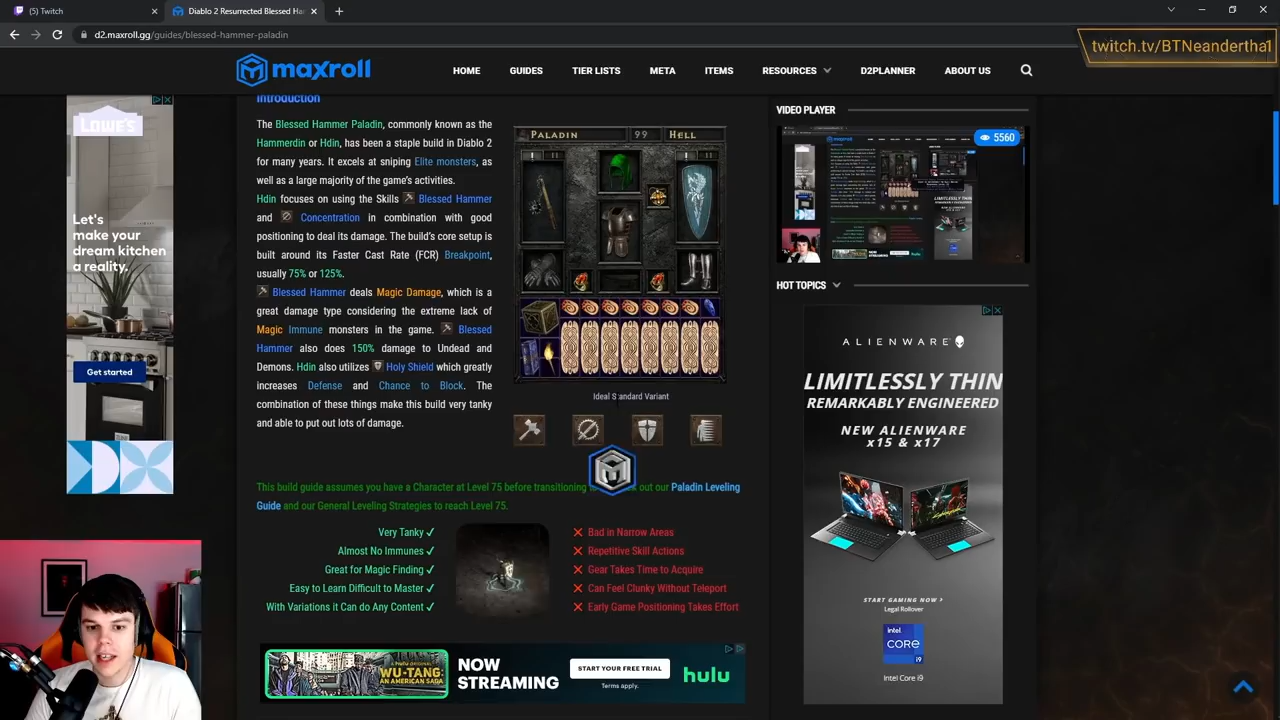 (5) Twitch
Diablo 2 Resurrected Blessed Ha
d2.maxroll.gg/guides/blessed-hammer-paladin
twitch.tv/BTNeanderthal
maxroll
HOME
GUIDES
TIER LISTS
META
ITEMS
RESOURCES
D2PLANNER
ABOUT US
LOWE'S
Let's
make your
dream kitchen
a reality.
Get started
Introduction
The Blessed Hammer Paladin, commonly known as the
Hammerdin or Hdin, has been a staple build in Diablo 2
for many years. It excels at sniping Elite monsters, as
well as a large majority of the game's activities.
Hdin focuses on using the Skills Blessed Hammer
and Concentration in combination with good
positioning to deal its damage. The build's core setup is
built around its Faster Cast Rate (FCR) Breakpoint,
usually 75% or 125%.
Blessed Hammer deals Magic Damage, which is a
great damage type considering the extreme lack of
Magic Immune monsters in the game. Blessed
Hammer also does 150% damage to Undead and
Demons. Hdin also utilizes Holy Shield which greatly
increases Defense and Chance to Block. The
combination of these things make this build very tanky
and able to put out lots of damage.
PALADIN 99 HELL
Ideal Standard Variant
This build guide assumes you have a Character at Level 75 before transitioning out our Paladin Leveling
Guide and our General Leveling Strategies to reach Level 75.
Very Tanky ✓
Almost No Immunes ✓
Great for Magic Finding ✓
Easy to Learn Difficult to Master ✓
With Variations it Can do Any Content ✓
Bad in Narrow Areas
Repetitive Skill Actions
Gear Takes Time to Acquire
Can Feel Clunky Without Teleport
Early Game Positioning Takes Effort
a hulu original
WU-TANG:
AN AMERICAN SAGA
NOW
STREAMING
START YOUR FREE TRIAL
Terms apply.
hulu
VIDEO PLAYER
5560
HOT TOPICS
ALIENWARE
LIMITLESSLY THIN
REMARKABLY ENGINEERED
NEW ALIENWARE
x15 & x17
START GAMING NOW >
Legal Rollover
intel
CORE
i9
Intel Core i9